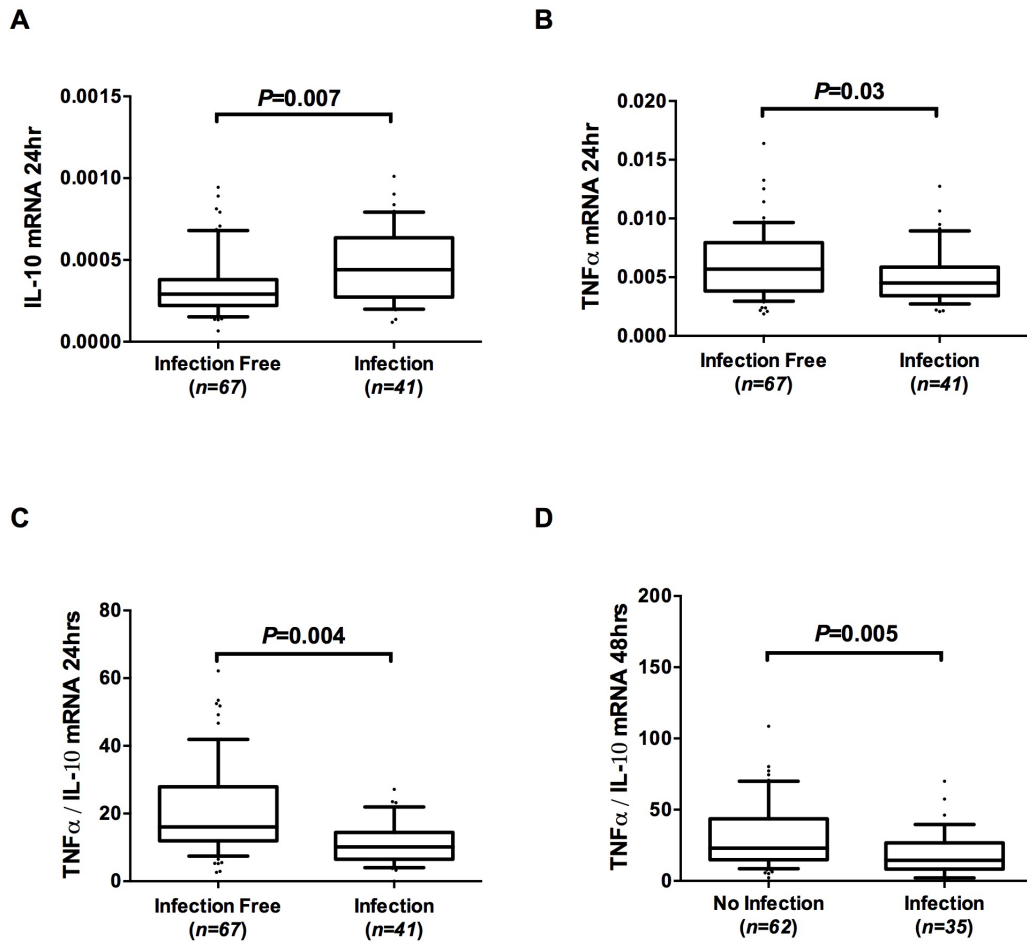 A
P=0.007
IL-10 mRNA 24hr
0.0015
0.0010
0.0005
0.0000
Infection Free
(n=67)
Infection
(n=41)
B
P=0.03
TNFα mRNA 24hr
0.020
0.015
0.010
0.005
0.000
Infection Free
(n=67)
Infection
(n=41)
C
P=0.004
TNFα / IL-10 mRNA 24hrs
80
60
40
20
0
Infection Free
(n=67)
Infection
(n=41)
D
P=0.005
TNFα / IL-10 mRNA 48hrs
200
150
100
50
0
No Infection
(n=62)
Infection
(n=35)